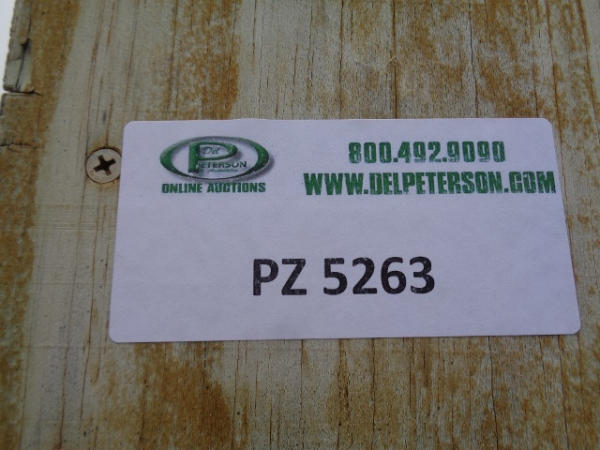 Del
PETERSON
ONLINE AUCTIONS
800.492.9090
WWW.DELPETERSON.COM
PZ 5263